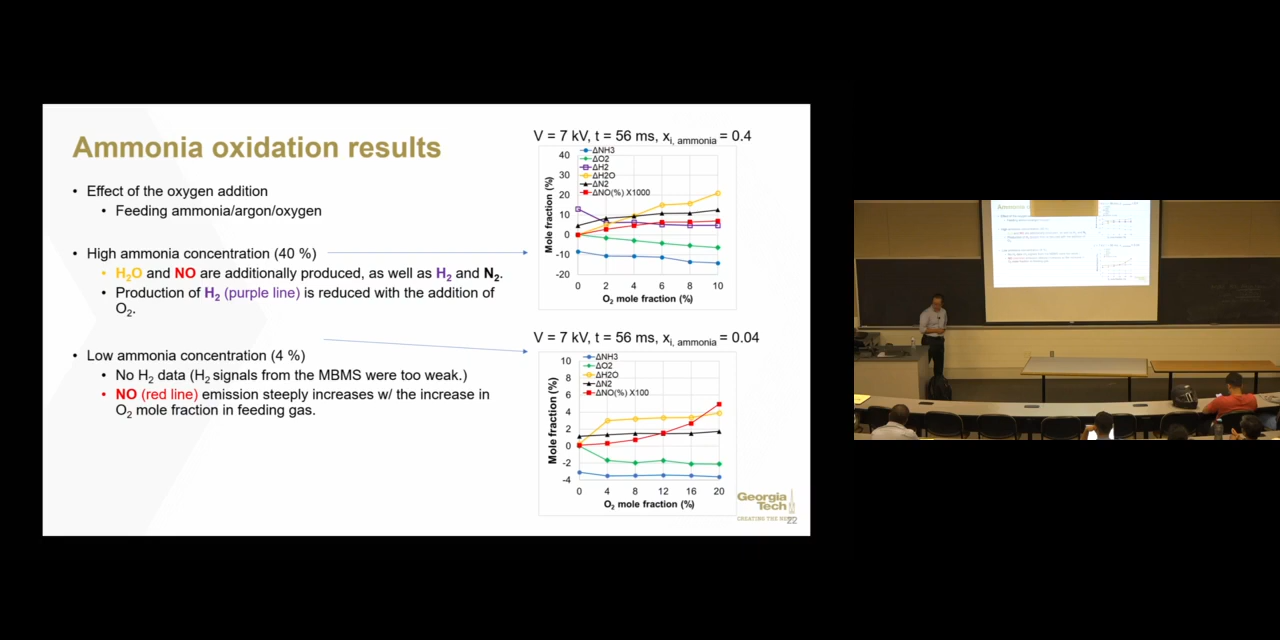 Ammonia oxidation results
• Effect of the oxygen addition
• Feeding ammonia/argon/oxygen
• High ammonia concentration (40 %)
• H2O and NO are additionally produced, as well as H2 and N2.
• Production of H2 (purple line) is reduced with the addition of
O2.
• Low ammonia concentration (4 %)
• No H2 data (H2 signals from the MBMS were too weak.)
• NO (red line) emission steeply increases w/ the increase in
O2 mole fraction in feeding gas.
V = 7 kV, t = 56 ms, xi, ammonia = 0.4
ΔNH3
ΔO2
ΔH2
ΔH2O
ΔN2
ΔNO(%) X1000
Mole fraction (%)
40
30
20
10
0
-10
-20
0 2 4 6 8 10
O2 mole fraction (%)
V = 7 kV, t = 56 ms, xi, ammonia = 0.04
ΔNH3
ΔO2
ΔH2O
ΔN2
ΔNO(%) X100
Mole fraction (%)
10
8
6
4
2
0
-2
-4
0 4 8 12 16 20
O2 mole fraction (%)
Georgia
Tech
CREATING THE NEXT
22
Ammonia